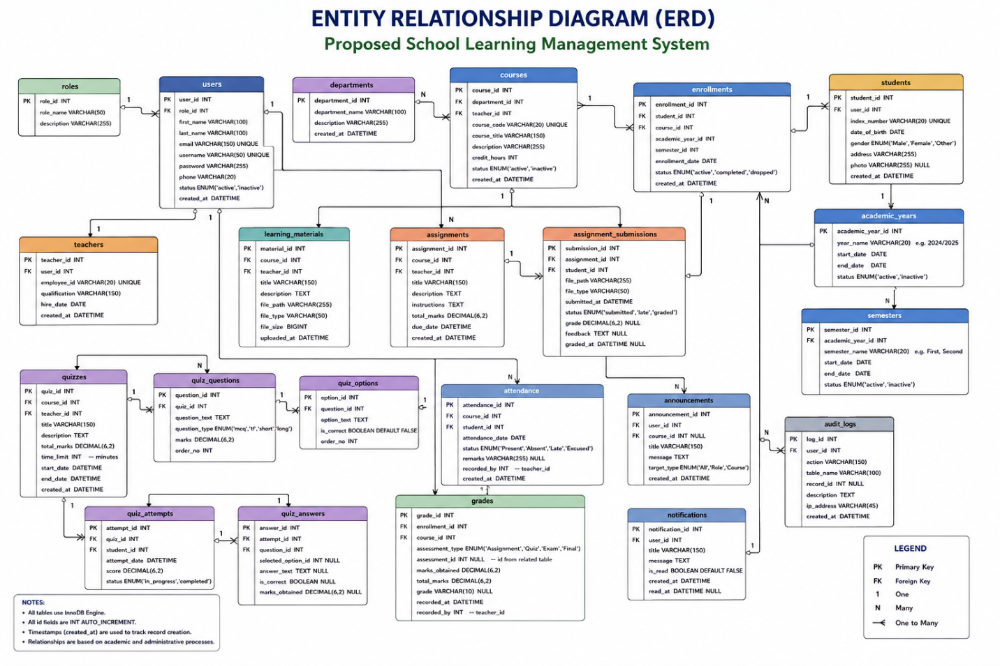 ENTITY RELATIONSHIP DIAGRAM (ERD)
Proposed School Learning Management System
roles
PK role_id INT
role_name VARCHAR(50)
description VARCHAR(255)
1
users
PK user_id INT
FK role_id INT
first_name VARCHAR(100)
last_name VARCHAR(100)
email VARCHAR(150) UNIQUE
username VARCHAR(50) UNIQUE
password VARCHAR(255)
phone VARCHAR(20)
status ENUM('active','inactive')
created_at DATETIME
1
1
departments
PK department_id INT
department_name VARCHAR(100)
description VARCHAR(255)
created_at DATETIME
N
courses
PK course_id INT
FK department_id INT
FK teacher_id INT
course_code VARCHAR(20) UNIQUE
course_title VARCHAR(150)
description VARCHAR(255)
credit_hours INT
status ENUM('active','inactive')
created_at DATETIME
1
1
enrollments
PK enrollment_id INT
FK student_id INT
FK course_id INT
academic_year_id INT
semester_id INT
enrollment_date DATE
status ENUM('active','completed','dropped')
created_at DATETIME
1
1
N
students
PK student_id INT
FK user_id INT
index_number VARCHAR(20) UNIQUE
date_of_birth DATE
gender ENUM('Male','Female','Other')
address VARCHAR(255)
photo VARCHAR(255) NULL
created_at DATETIME
1
teachers
1
PK teacher_id INT
FK user_id INT
employee_id VARCHAR(20) UNIQUE
qualification VARCHAR(150)
hire_date DATE
created_at DATETIME
learning_materials
PK material_id INT
FK course_id INT
FK teacher_id INT
title VARCHAR(150)
description TEXT
file_path VARCHAR(255)
file_type VARCHAR(50)
file_size BIGINT
uploaded_at DATETIME
N
assignments
PK assignment_id INT
FK course_id INT
FK teacher_id INT
title VARCHAR(150)
description TEXT
instructions TEXT
total_marks DECIMAL(6,2)
due_date DATETIME
created_at DATETIME
1
assignment_submissions
PK submission_id INT
FK assignment_id INT
FK student_id INT
file_path VARCHAR(255)
file_type VARCHAR(50)
submitted_at DATETIME
status ENUM('submitted','late','graded')
grade DECIMAL(6,2) NULL
feedback TEXT NULL
graded_at DATETIME NULL
academic_years
PK academic_year_id INT
year_name VARCHAR(20) e.g. 2024/2025
start_date DATE
end_date DATE
status ENUM('active','inactive')
N
semesters
PK semester_id INT
FK academic_year_id INT
semester_name VARCHAR(20) e.g. First, Second
start_date DATE
end_date DATE
status ENUM('active','inactive')
quizzes
PK quiz_id INT
FK course_id INT
FK teacher_id INT
title VARCHAR(150)
description TEXT
total_marks DECIMAL(6,2)
time_limit INT -- minutes
start_date DATETIME
end_date DATETIME
created_at DATETIME
1
1
N
quiz_questions
PK question_id INT
FK quiz_id INT
question_text TEXT
question_type ENUM('mcq','tf','short','long')
marks DECIMAL(6,2)
order_no INT
1
quiz_options
PK option_id INT
FK question_id INT
option_text TEXT
is_correct BOOLEAN DEFAULT FALSE
order_no INT
1
N
attendance
PK attendance_id INT
FK course_id INT
FK student_id INT
attendance_date DATE
status ENUM('Present','Absent','Late','Excused')
remarks VARCHAR(255) NULL
recorded_by INT -- teacher_id
created_at DATETIME
N
announcements
PK announcement_id INT
FK user_id INT
FK course_id INT NULL
title VARCHAR(150)
message TEXT
target_type ENUM('All','Role','Course')
created_at DATETIME
N
audit_logs
PK log_id INT
FK user_id INT
action VARCHAR(150)
table_name VARCHAR(100)
record_id INT NULL
description TEXT
ip_address VARCHAR(45)
created_at DATETIME
quiz_attempts
PK attempt_id INT
FK quiz_id INT
FK student_id INT
attempt_date DATETIME
score DECIMAL(6,2)
status ENUM('in_progress','completed')
1
1
quiz_answers
PK answer_id INT
FK attempt_id INT
FK question_id INT
selected_option_id INT NULL
answer_text TEXT NULL
is_correct BOOLEAN NULL
marks_obtained DECIMAL(6,2) NULL
grades
PK grade_id INT
FK enrollment_id INT
FK course_id INT
assessment_type ENUM('Assignment','Quiz','Exam','Final')
assessment_id INT NULL -- id from related table
marks_obtained DECIMAL(6,2)
total_marks DECIMAL(6,2)
grade VARCHAR(10) NULL
recorded_at DATETIME
recorded_by INT -- teacher_id
notifications
PK notification_id INT
FK user_id INT
title VARCHAR(150)
message TEXT
is_read BOOLEAN DEFAULT FALSE
created_at DATETIME
read_at DATETIME NULL
1
LEGEND
PK Primary Key
FK Foreign Key
1 One
N Many
One to Many
NOTES:
• All tables use InnoDB Engine.
• All id fields are INT AUTO_INCREMENT.
• Timestamps (created_at) are used to track record creation.
• Relationships are based on academic and administrative processes.